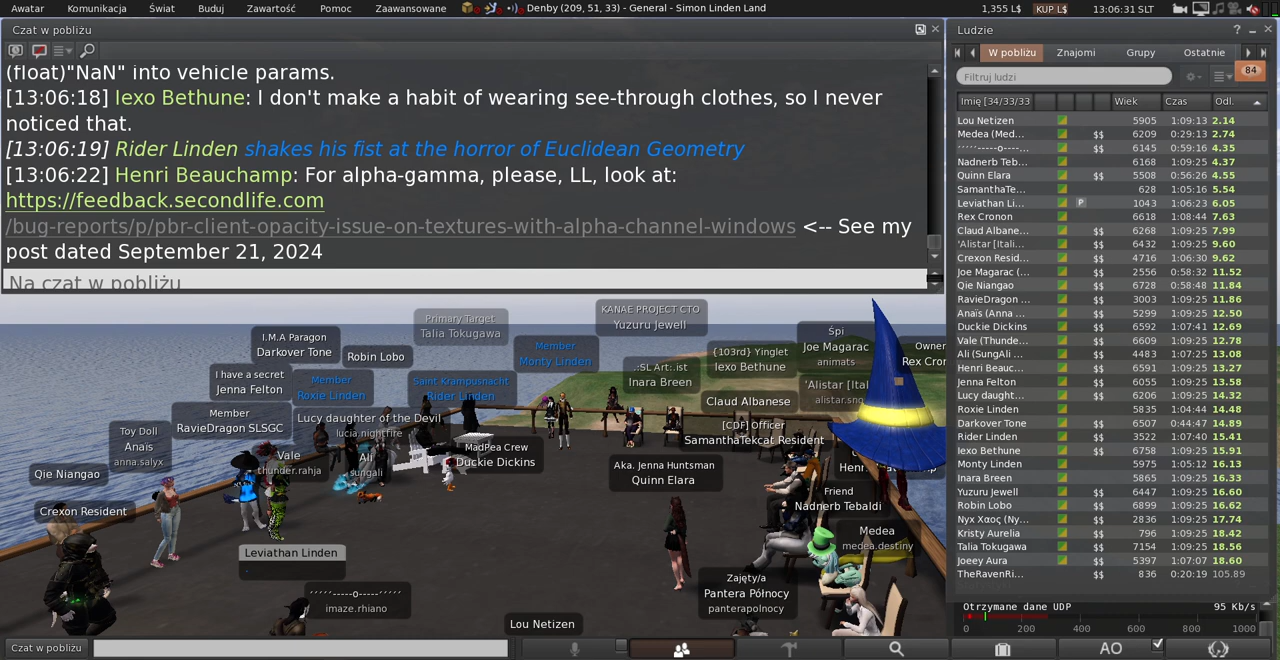 Awatar Komunikacja Świat Buduj Zawartość Pomoc Zaawansowane Denby (209, 51, 33) - General - Simon Linden Land 1,355 L$ KUP L$ 13:06:31 SLT
Czat w pobliżu
(float)"NaN" into vehicle params.
[13:06:18] Iexo Bethune: I don't make a habit of wearing see-through clothes, so I never
noticed that.
[13:06:19] Rider Linden shakes his fist at the horror of Euclidean Geometry
[13:06:22] Henri Beauchamp: For alpha-gamma, please, LL, look at:
https://feedback.secondlife.com
/bug-reports/p/pbr-client-opacity-issue-on-textures-with-alpha-channel-windows <-- See my
post dated September 21, 2024
Na czat w pobliżu
Primary Target
Talia Tokugawa
KANAE PROJECT CTO
Yuzuru Jewell
I.M.A Paragon
Darkover Tone
Robin Lobo
Member
Monty Linden
Śpi
Joe Magarac
animats
Owner
Rex Cron
I have a secret
Jenna Felton
Member
Roxie Linden
Saint Krampusnacht
Rider Linden
.:SL Art:.ist
Inara Breen
{103rd} Yinglet
Iexo Bethune
'Alistar [Ital
alistar.sno
Claud Albanese
Member
RavieDragon SLSGC
Lucy daughter of the Devil
lucia.nightfire
[CDF] Officer
SamanthaTekcat Resident
Toy Doll
Anaïs
anna.salyx
Vale
thunder.rahja
Ali
sungali
MadPea Crew
Duckie Dickins
Aka. Jenna Huntsman
Quinn Elara
Qie Niangao
Crexon Resident
Friend
Nadnerb Tebaldi
Medea
medea.destiny
Leviathan Linden
.
´´´´´-----o-----´´´´´
imaze.rhiano
Zajęty/a
Pantera Północy
panterapolnocy
Lou Netizen
Czat w pobliżu
Ludzie
W pobliżu Znajomi Grupy Ostatnie
Filtruj ludzi
84
Imię [34/33/33 Wiek Czas Odl.
Lou Netizen 5905 1:09:13 2.14
Medea (Med... $$ 6209 0:29:13 2.74
´´´´´-----o----... $$ 6145 0:59:16 4.35
Nadnerb Teb... 6168 1:09:25 4.37
Quinn Elara $$ 5508 0:56:26 4.55
SamanthaTe... 628 1:05:16 5.54
Leviathan Li... P 1043 1:06:23 6.05
Rex Cronon 6618 1:08:44 7.63
Claud Albane... $$ 6268 1:09:25 7.99
'Alistar [Itali... $$ 6432 1:09:25 9.60
Crexon Resid... $$ 4716 1:06:30 9.62
Joe Magarac (... $$ 2556 0:58:32 11.52
Qie Niangao $$ 6728 0:58:48 11.84
RavieDragon ... $$ 3003 1:09:25 11.86
Anaïs (Anna ... $$ 5299 1:09:25 12.50
Duckie Dickins $$ 6592 1:07:41 12.69
Vale (Thunde... $$ 6609 1:09:25 12.78
Ali (SungAli ... $$ 4483 1:07:25 13.08
Henri Beauc... $$ 6591 1:09:25 13.27
Jenna Felton $$ 6055 1:09:25 13.58
Lucy daught... $$ 6206 1:09:25 14.32
Roxie Linden 5835 1:04:44 14.48
Darkover Tone $$ 6507 0:44:47 14.89
Rider Linden $$ 3522 1:07:40 15.41
Iexo Bethune $$ 6758 1:09:25 15.91
Monty Linden 5975 1:05:12 16.13
Inara Breen 5865 1:09:25 16.33
Yuzuru Jewell $$ 6447 1:09:25 16.60
Robin Lobo $$ 6899 1:09:25 16.62
Nyx Χαος (Ny... $$ 2836 1:09:25 17.74
Kristy Aurelia $$ 796 1:09:25 18.42
Talia Tokugawa $$ 7154 1:09:25 18.56
Joeey Aura $$ 5397 1:07:07 18.60
TheRavenRi... $$ 836 0:20:19 105.89
Otrzymane dane UDP 95 Kb/s
0 200 400 600 800 1000
AO